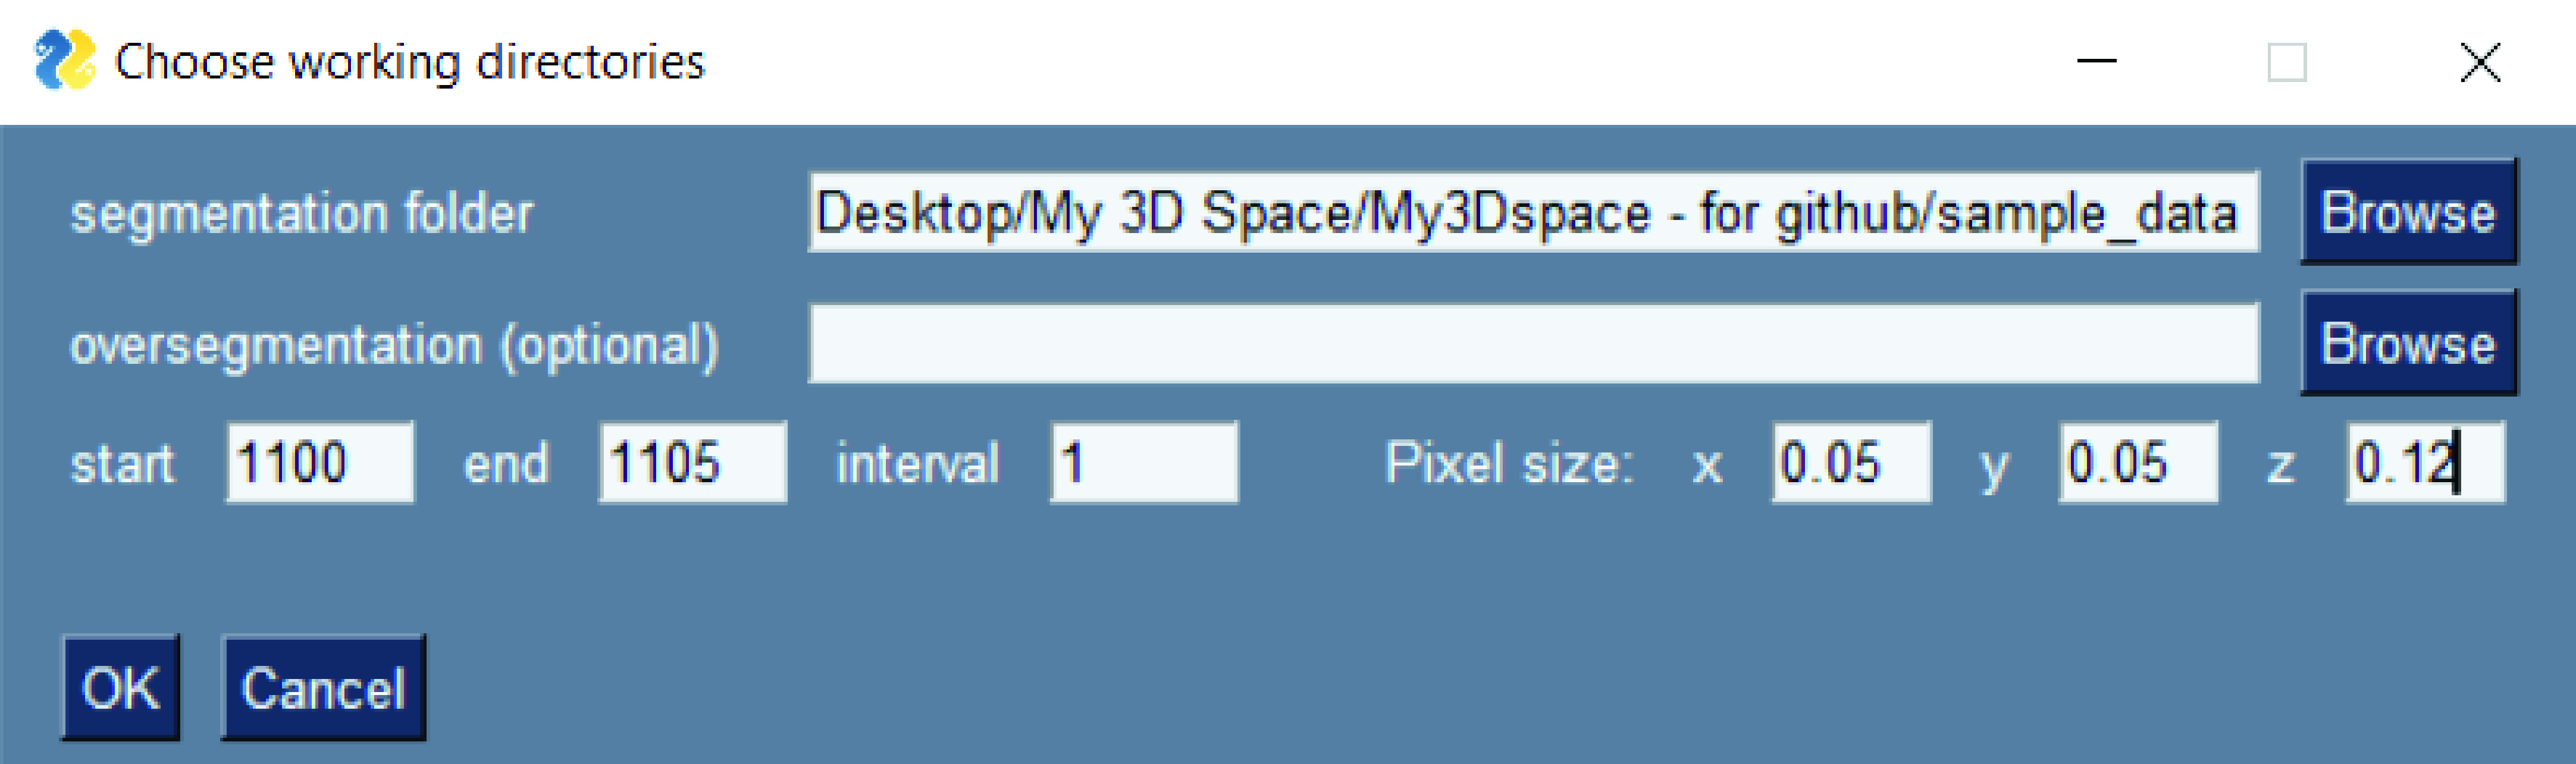 Choose working directories
segmentation folder Desktop/My 3D Space/My3Dspace - for github/sample_data Browse
oversegmentation (optional) Browse
start 1100 end 1105 interval 1 Pixel size: x 0.05 y 0.05 z 0.12
OK Cancel